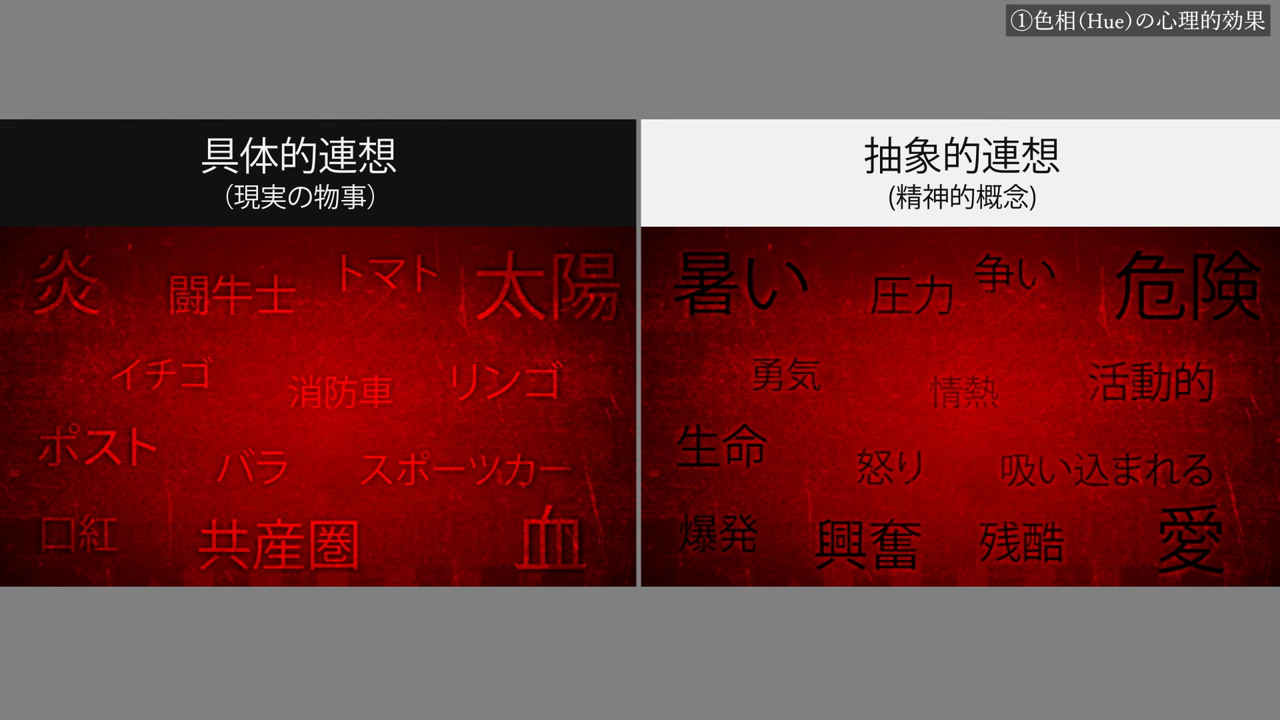 ①色相(Hue)の心理的効果
具体的連想
(現実の物事)
炎 闘牛士 トマト 太陽
イチゴ 消防車 リンゴ
ポスト バラ スポーツカー
口紅 共産圏 血
抽象的連想
(精神的概念)
暑い 圧力 争い 危険
勇気 情熱 活動的
生命 怒り 吸い込まれる
爆発 興奮 残酷 愛